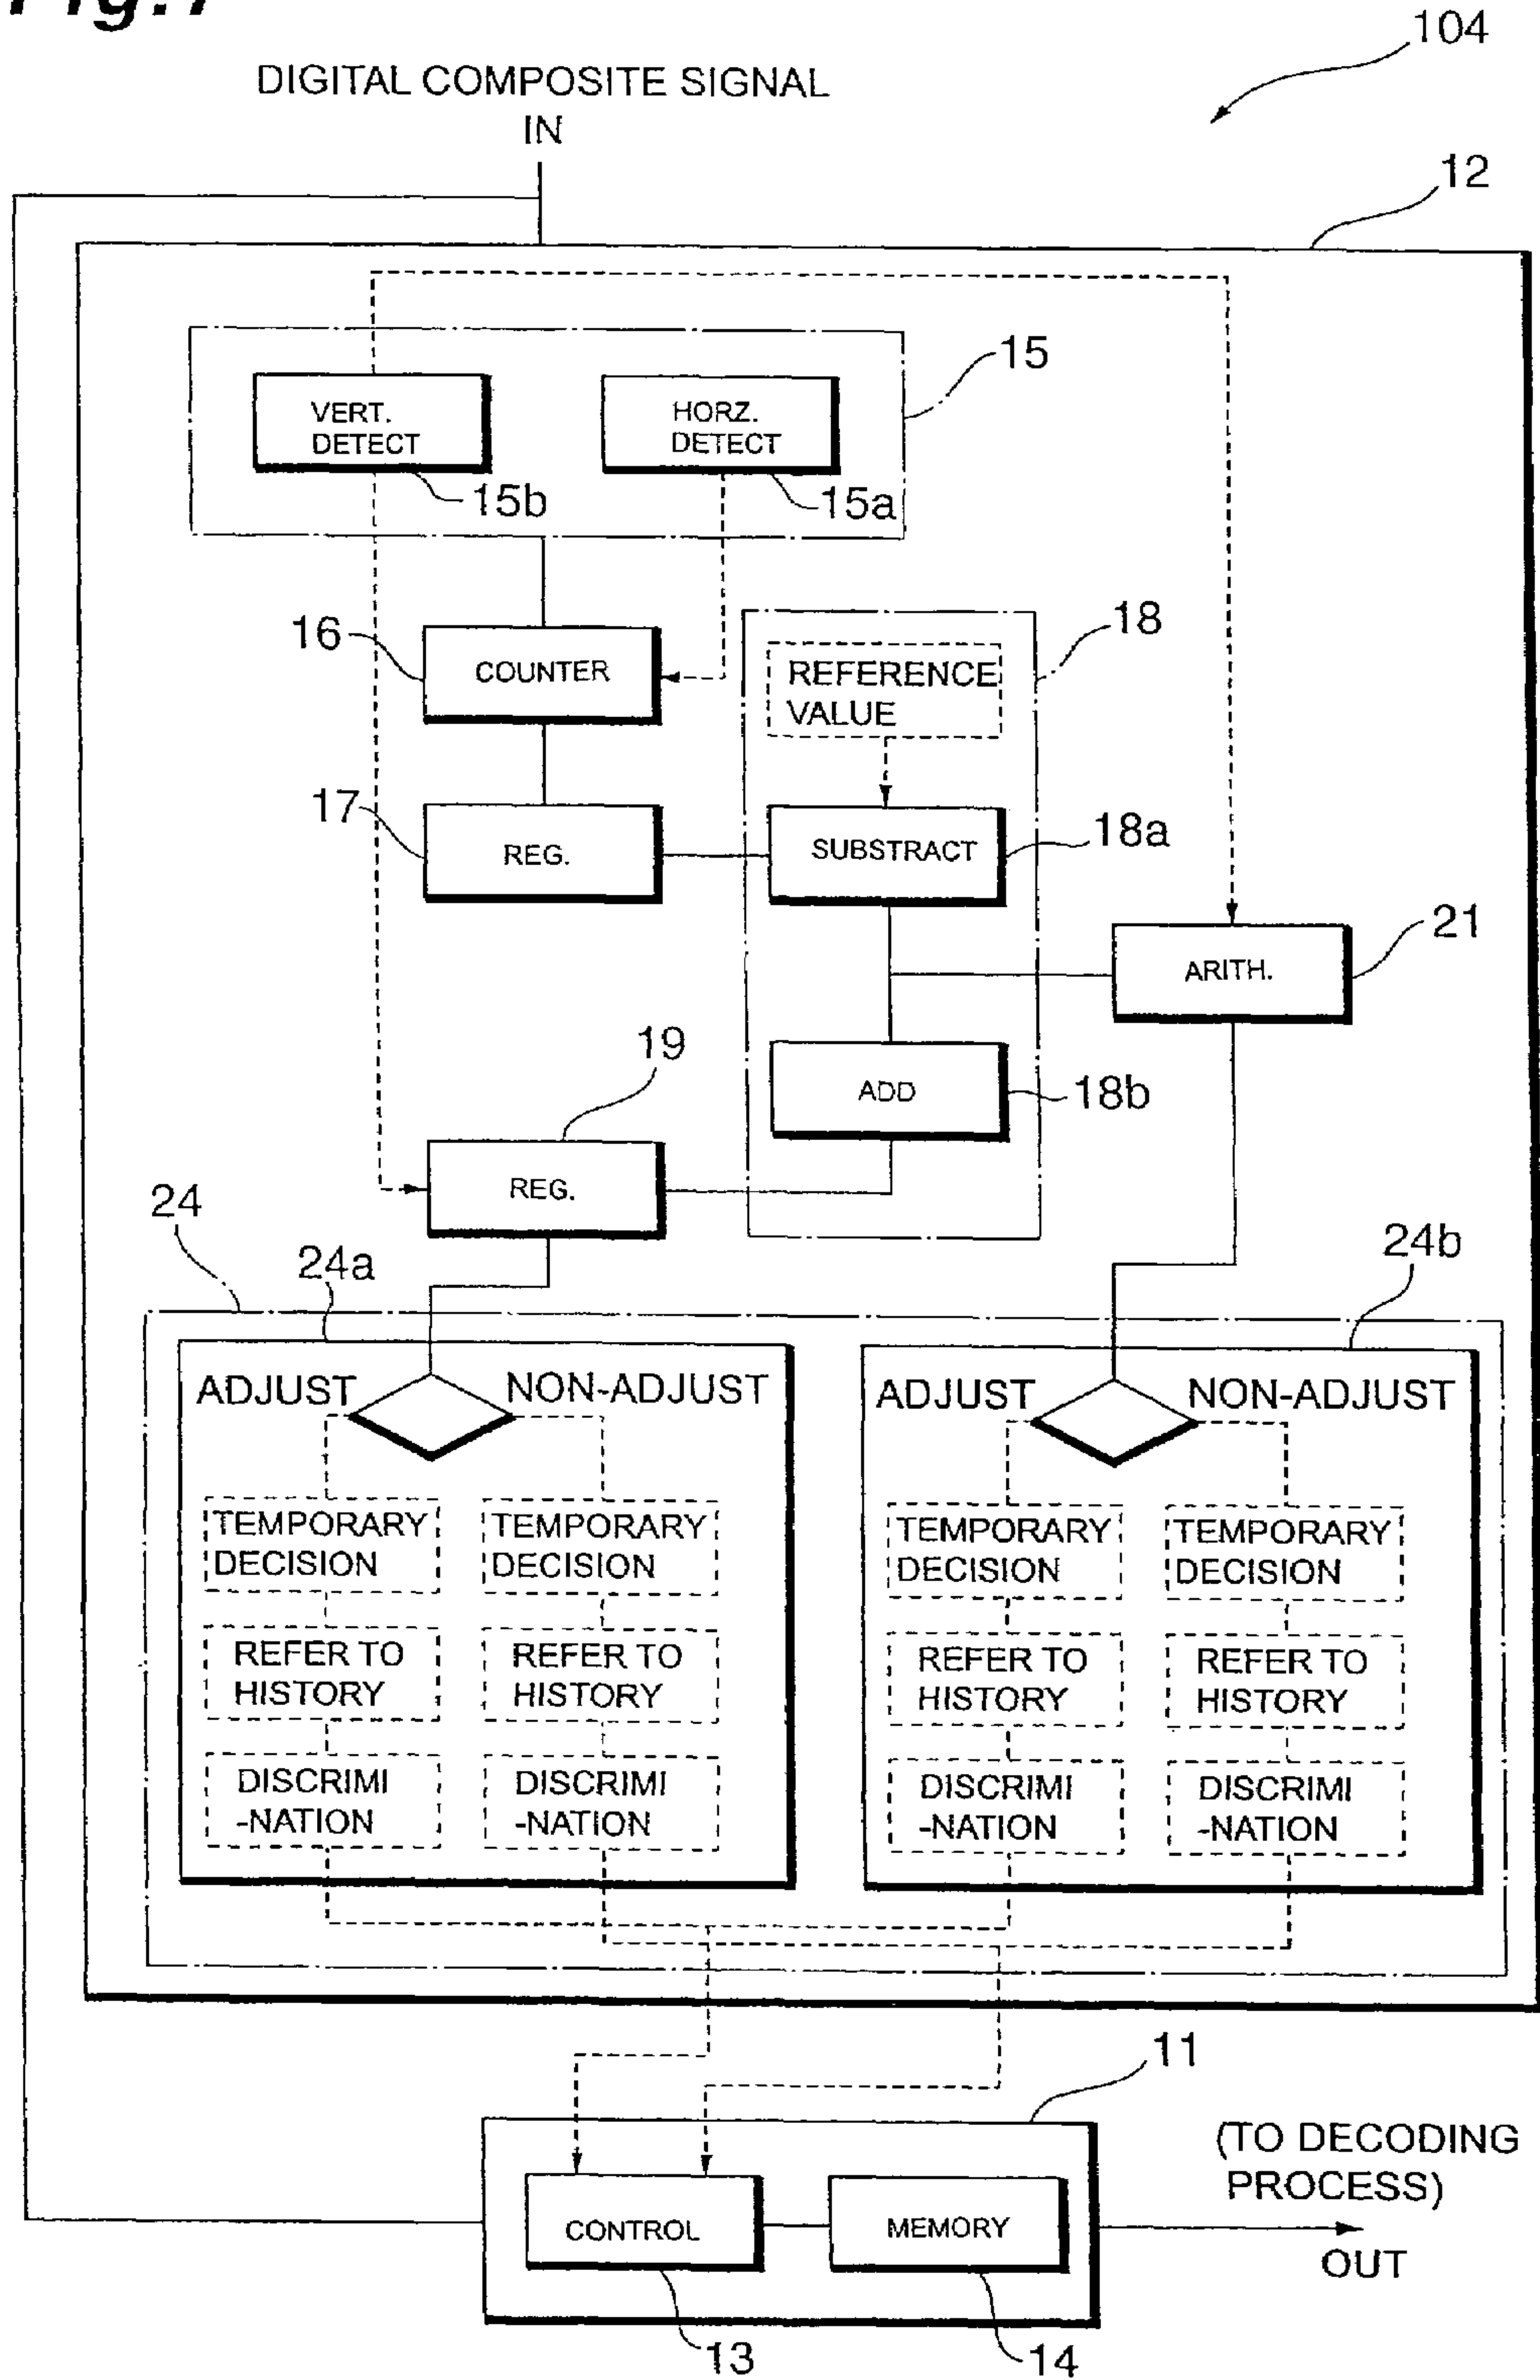 Fig. 7
104
DIGITAL COMPOSITE SIGNAL
IN
12
15
VERT.
DETECT
HORZ.
DETECT
15b
15a
16
COUNTER
18
REFERENCE
VALUE
17
REG.
SUBSTRACT
18a
21
ARITH.
19
ADD
18b
REG.
24
24a
24b
ADJUST
NON-ADJUST
TEMPORARY
DECISION
TEMPORARY
DECISION
REFER TO
HISTORY
REFER TO
HISTORY
DISCRIMI
-NATION
DISCRIMI
-NATION
ADJUST
NON-ADJUST
TEMPORARY
DECISION
TEMPORARY
DECISION
REFER TO
HISTORY
REFER TO
HISTORY
DISCRIMI
-NATION
DISCRIMI
-NATION
11
CONTROL
MEMORY
(TO DECODING
PROCESS)
OUT
13
14